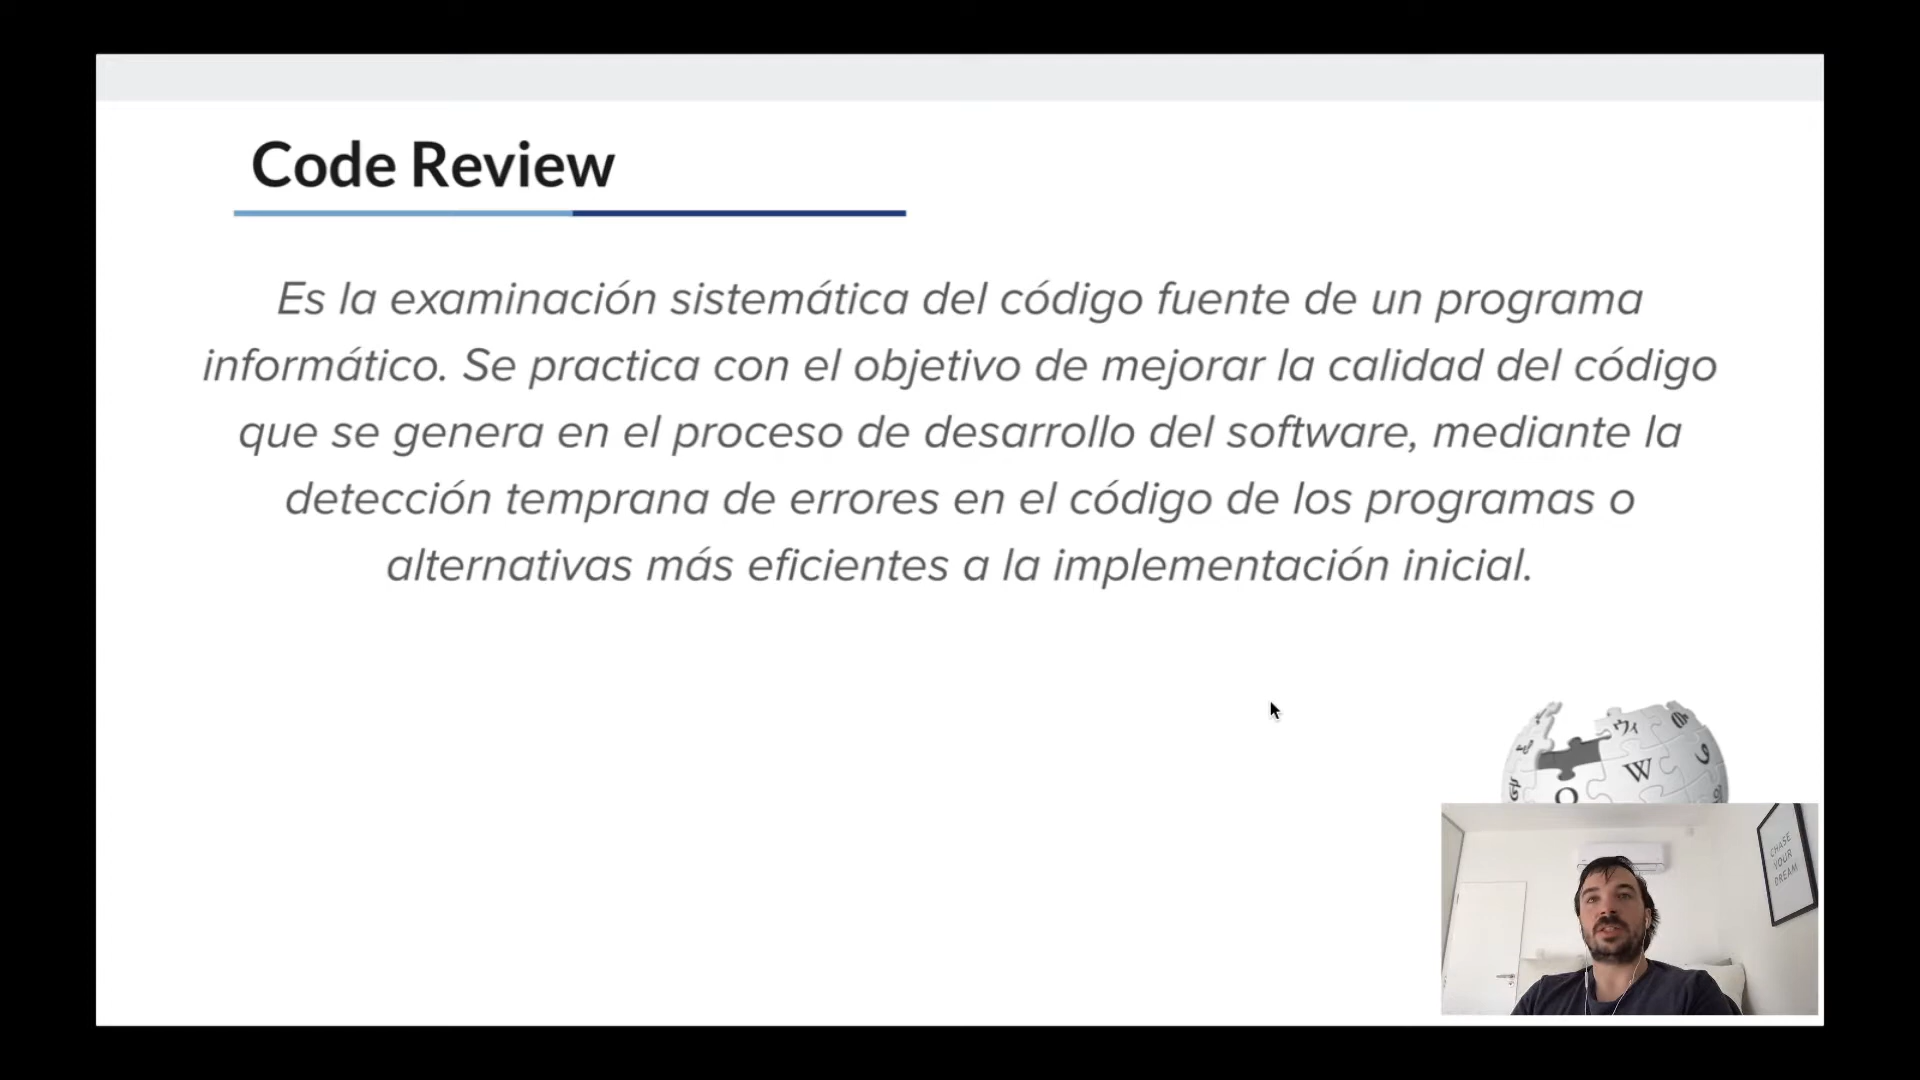 Code Review
Es la examinación sistemática del código fuente de un programa
informático. Se practica con el objetivo de mejorar la calidad del código
que se genera en el proceso de desarrollo del software, mediante la
detección temprana de errores en el código de los programas o
alternativas más eficientes a la implementación inicial.
ウィ
W
CHASE
YOUR
DREAM